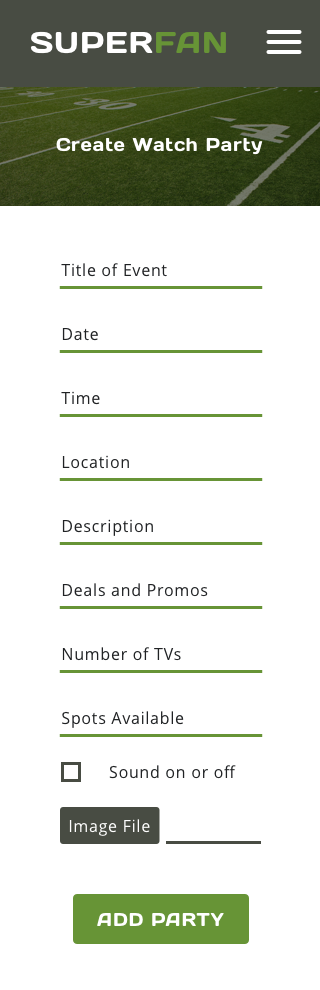 SUPERFAN
Create Watch Party
Title of Event
Date
Time
Location
Description
Deals and Promos
Number of TVs
Spots Available
Sound on or off
Image File
ADD PARTY